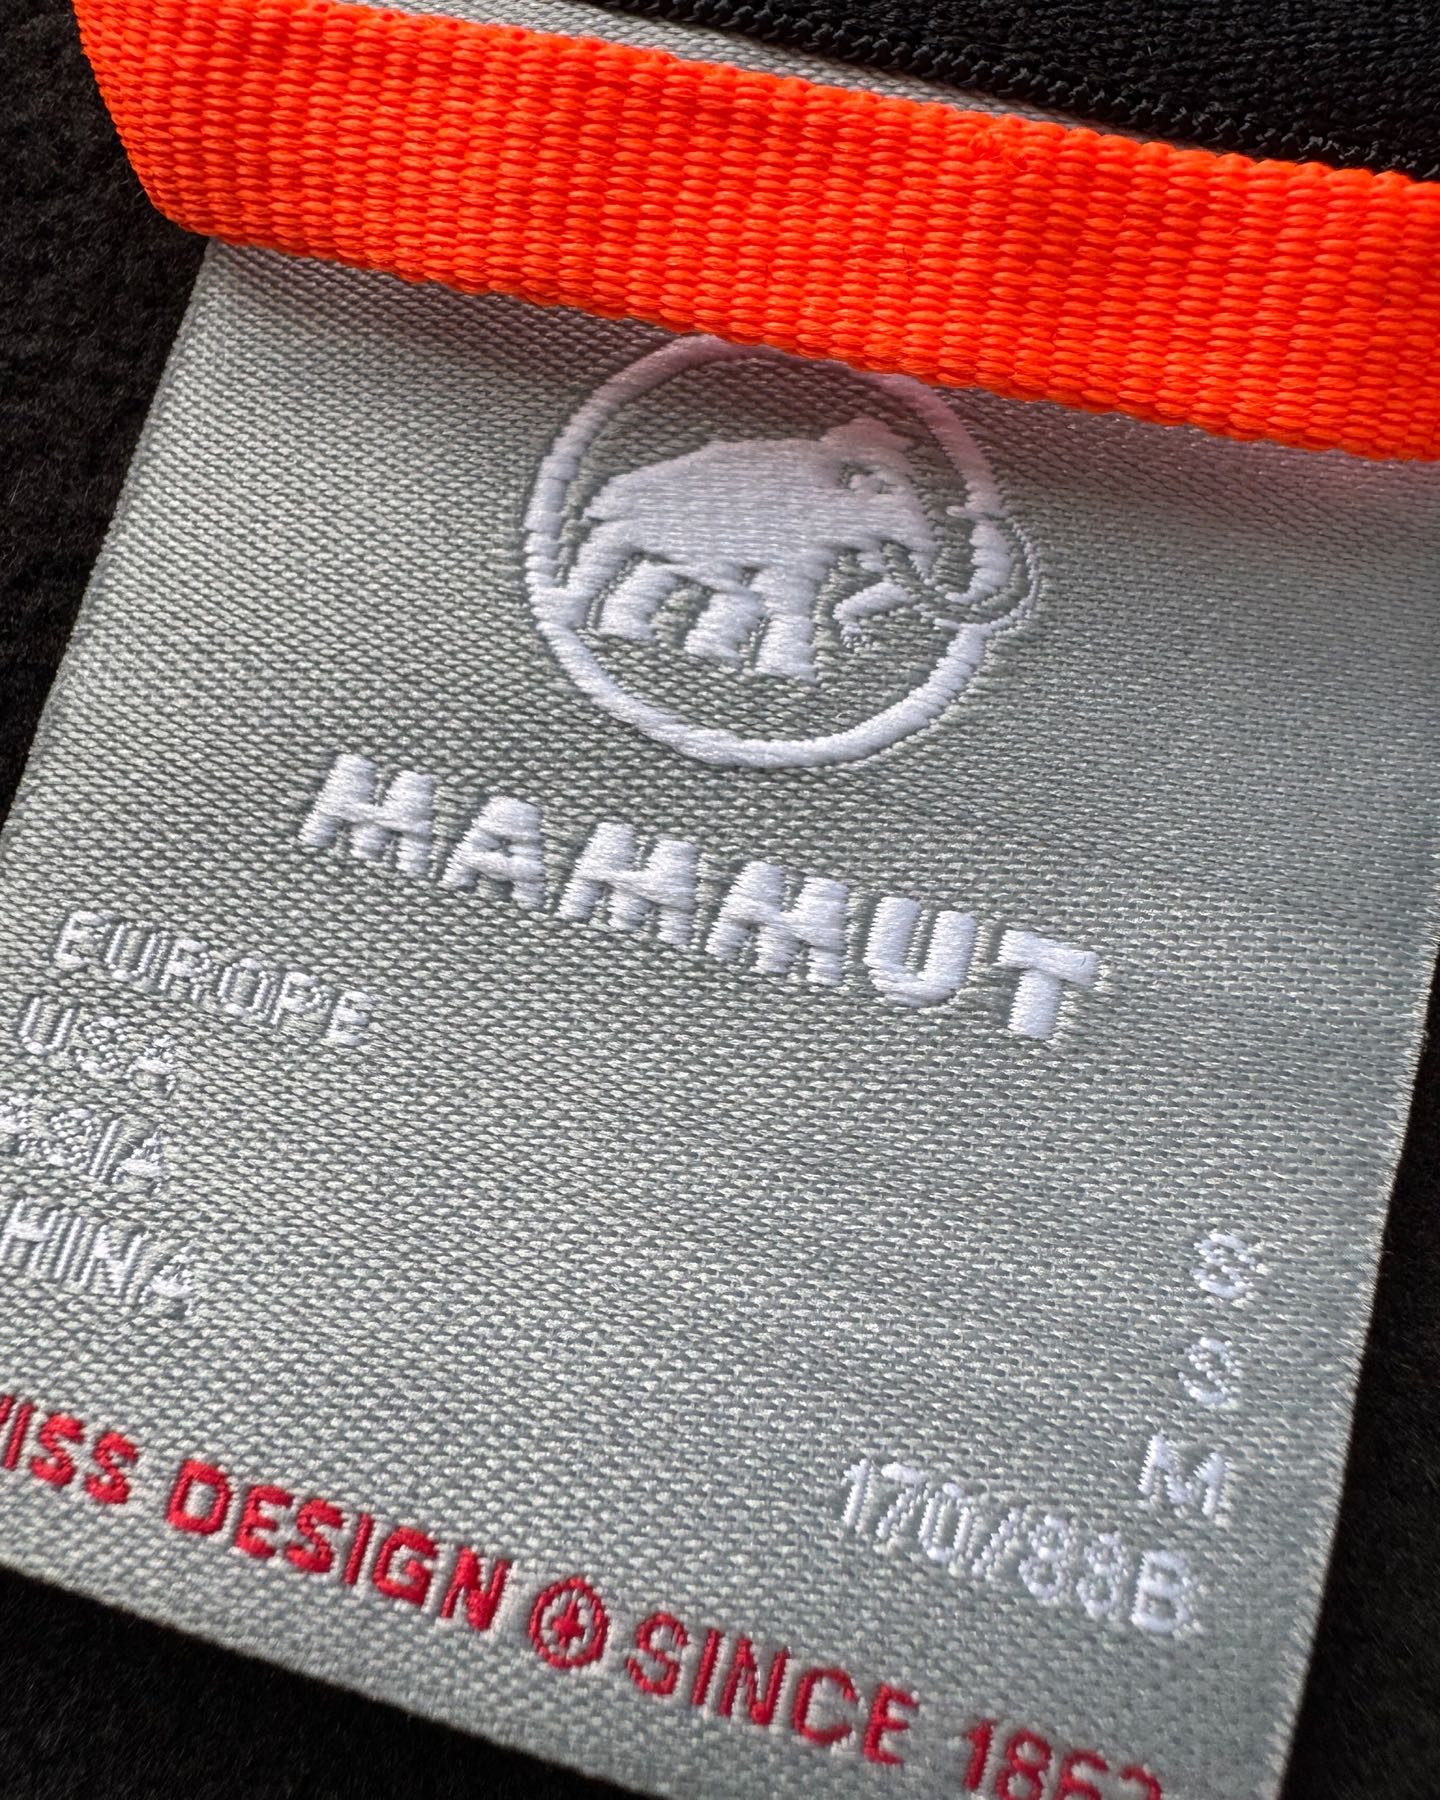 MAMMUT
EUROPE S
USA S
ASIA M
CHINA 170/88B
SWISS DESIGN SINCE 1862